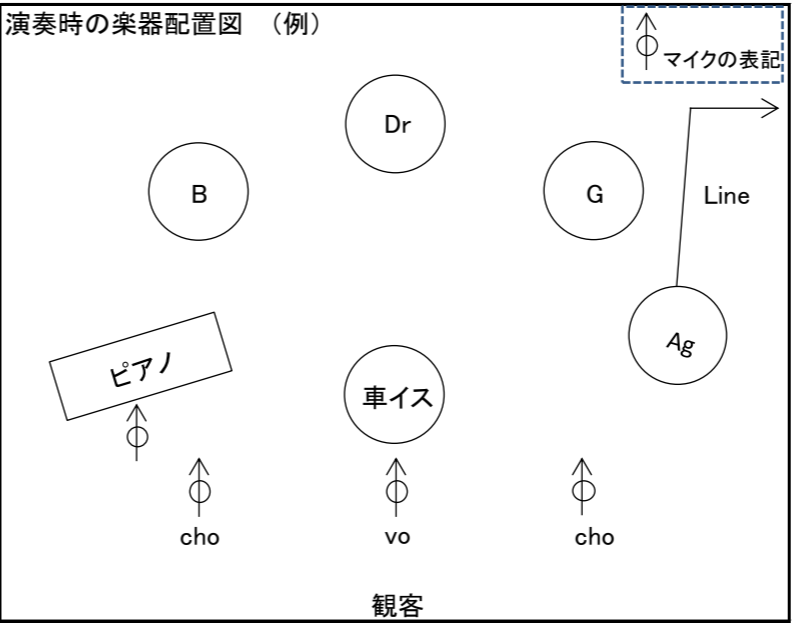 演奏時の楽器配置図　（例）
マイクの表記
Dr
B
G
Line
Ag
ピアノ
車イス
cho
vo
cho
観客